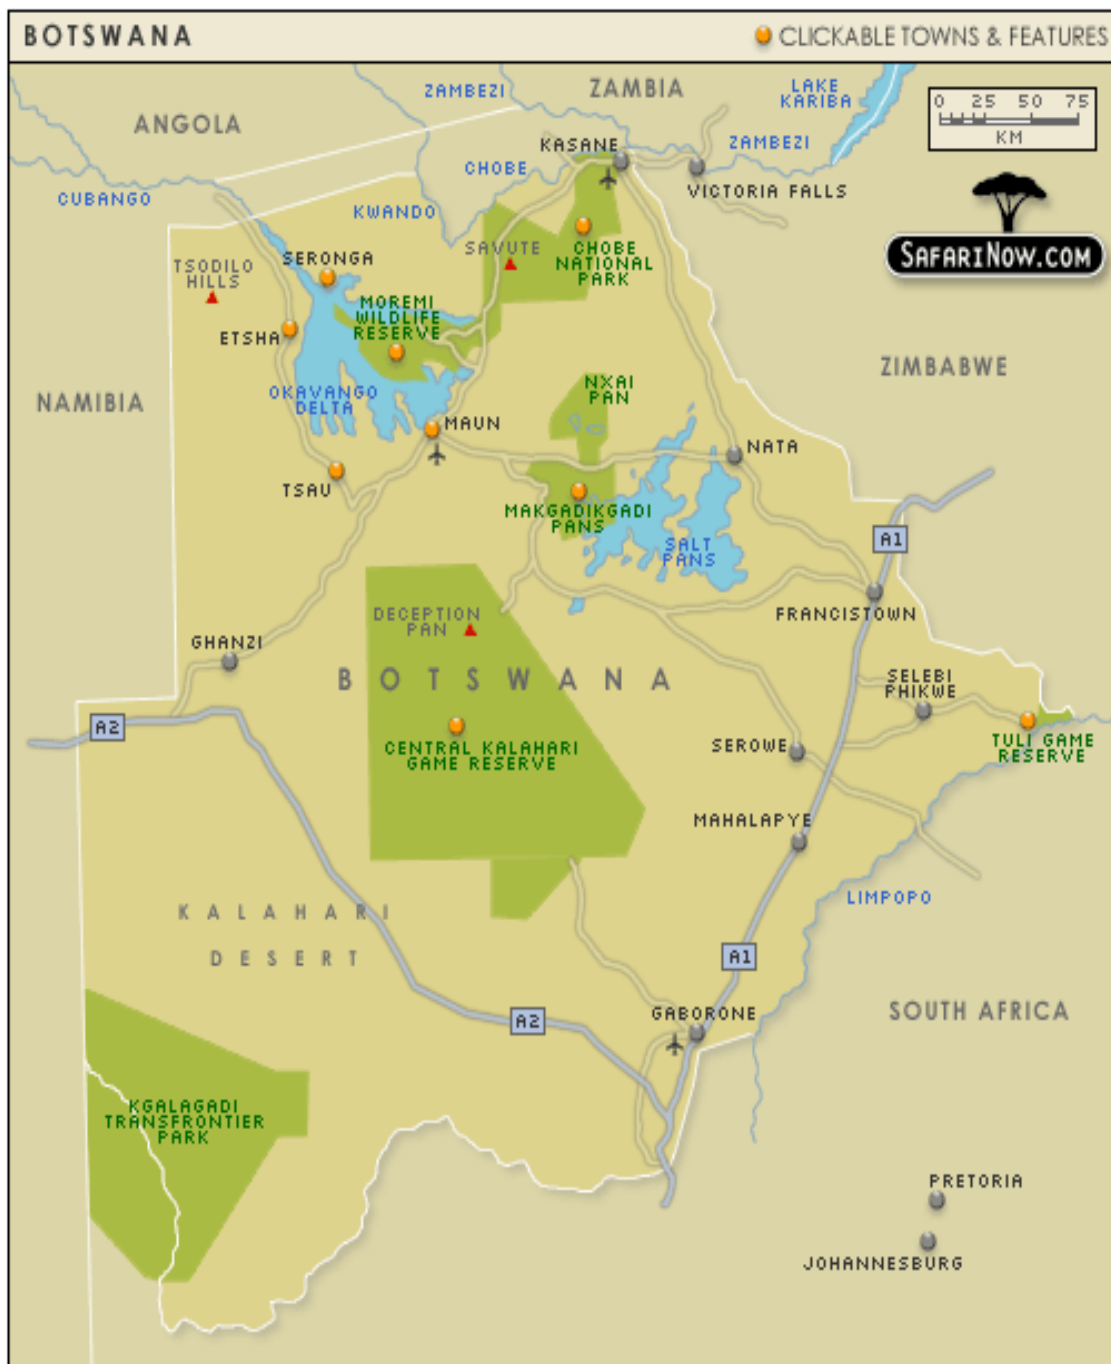 BOTSWANA
CLICKABLE TOWNS & FEATURES
ZAMBEZI
ZAMBIA
LAKE
KARIBA
0 25 50 75
KM
ANGOLA
KASANE
ZAMBEZI
CHOBE
VICTORIA FALLS
CUBANGO
KWANDO
SAFARINOW.COM
SAVUTE
CHOBE
NATIONAL
PARK
SERONGA
TSODILO
HILLS
MOREMI
WILDLIFE
RESERVE
ETSHA
ZIMBABWE
NAMIBIA
OKAVANGO
DELTA
NXAI
PAN
MAUN
NATA
TSAU
MAKGADIKGADI
PANS
SALT
PANS
A1
DECEPTION
PAN
FRANCISTOWN
GHANZI
BOTSWANA
SELEBI
PHIKWE
A2
CENTRAL KALAHARI
GAME RESERVE
SEROWE
TULI GAME
RESERVE
MAHALAPYE
LIMPOPO
KALAHARI
DESERT
A1
A2
GABORONE
SOUTH AFRICA
KGALAGADI
TRANSFRONTIER
PARK
PRETORIA
JOHANNESBURG